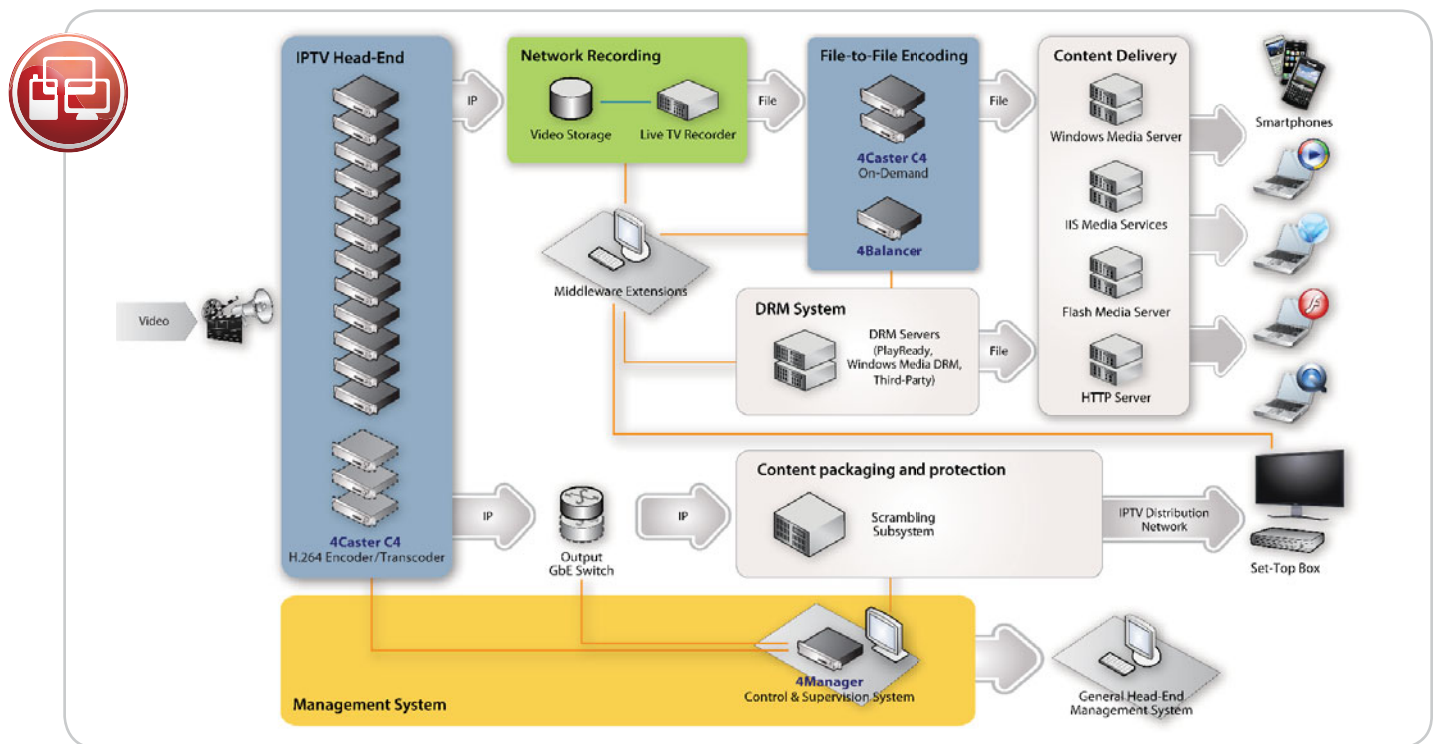 IPTV Head-End
Network Recording
File-to-File Encoding
Content Delivery
IP
Video Storage
Live TV Recorder
File
4Caster C4
On-Demand
4Balancer
File
Windows Media Server
IIS Media Services
Flash Media Server
HTTP Server
Smartphones
Middleware Extensions
Video
DRM System
DRM Servers
(PlayReady,
Windows Media DRM,
Third-Party)
File
4Caster C4
H.264 Encoder/Transcoder
IP
Output
GbE Switch
IP
Content packaging and protection
Scrambling
Subsystem
IPTV Distribution
Network
Set-Top Box
Management System
4Manager
Control & Supervision System
General Head-End
Management System